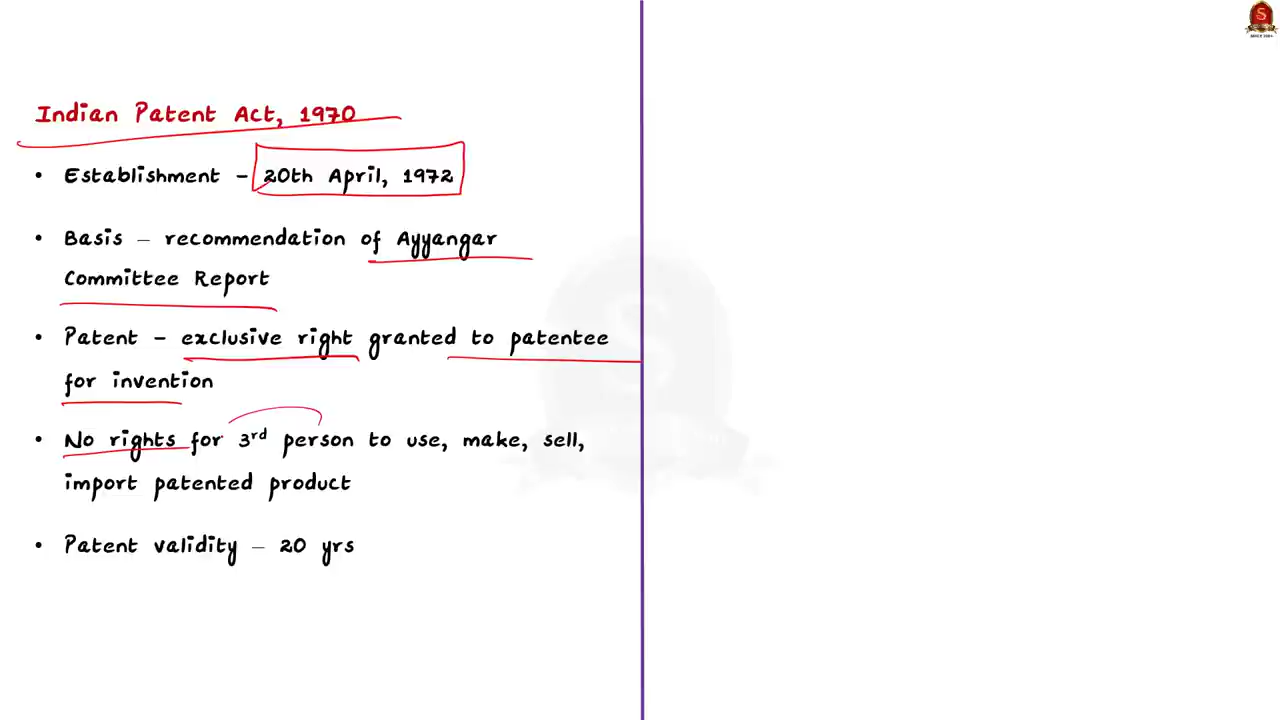 Indian Patent Act, 1970
• Establishment - 20th April, 1972
• Basis – recommendation of Ayyangar
Committee Report
• Patent - exclusive right granted to patentee
for invention
• No rights for 3rd person to use, make, sell,
import patented product
• Patent validity – 20 yrs